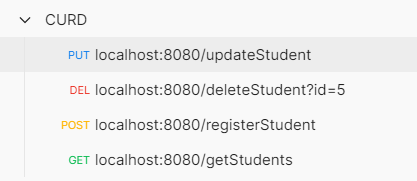 CURD
PUT localhost:8080/updateStudent
DEL localhost:8080/deleteStudent?id=5
POST localhost:8080/registerStudent
GET localhost:8080/getStudents